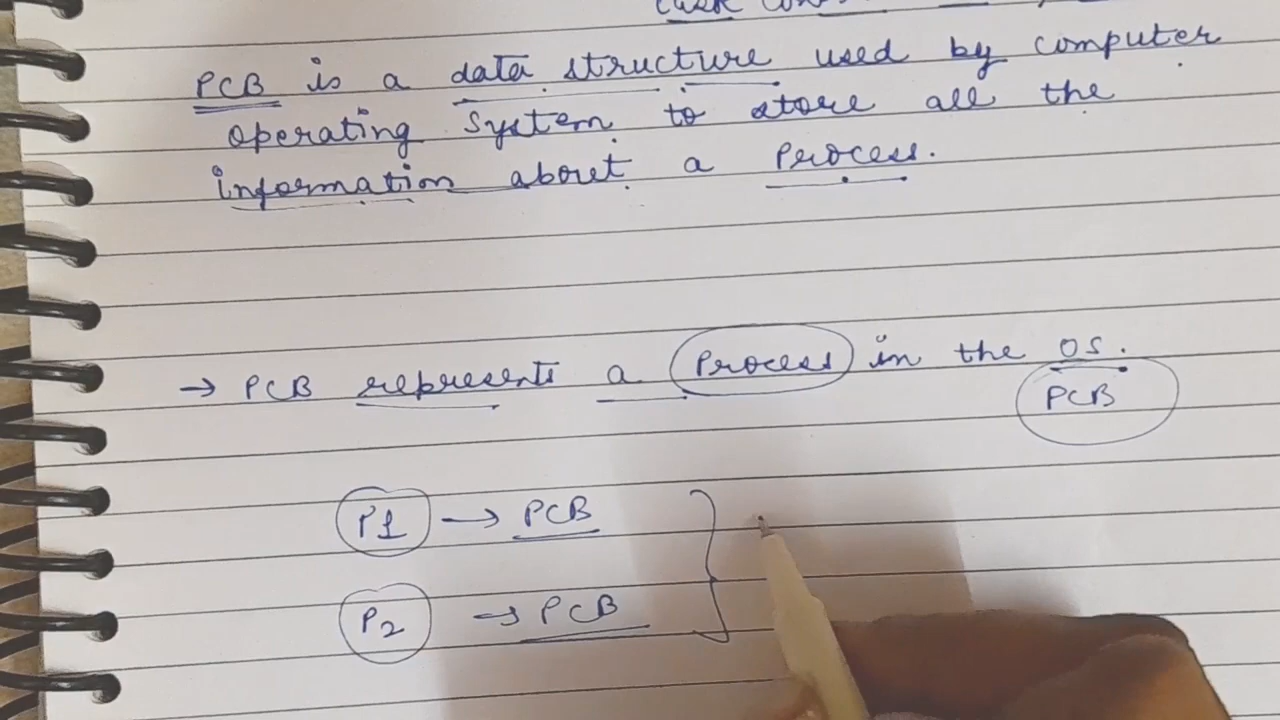 PCB is a data structure used by computer
operating system to store all the
information about a process.
→ PCB represents a Process in the OS.
PCB
P1 → PCB
P2 → PCB